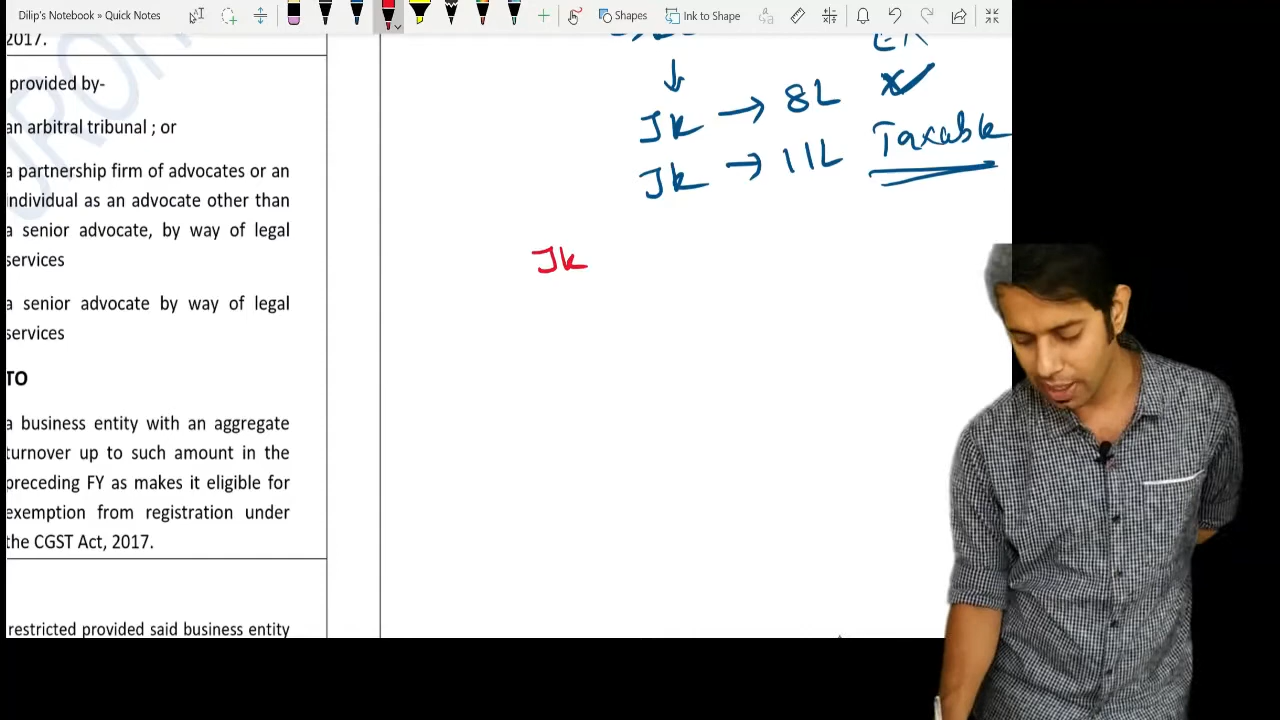 Dilip's Notebook » Quick Notes
Shapes
Ink to Shape
2017.
provided by-
an arbitral tribunal ; or
a partnership firm of advocates or an
individual as an advocate other than
a senior advocate, by way of legal
services
a senior advocate by way of legal
services
TO
a business entity with an aggregate
turnover up to such amount in the
preceding FY as makes it eligible for
exemption from registration under
the CGST Act, 2017.
restricted provided said business entity
Jk → 8L
Jk → 11L Taxable
Jk